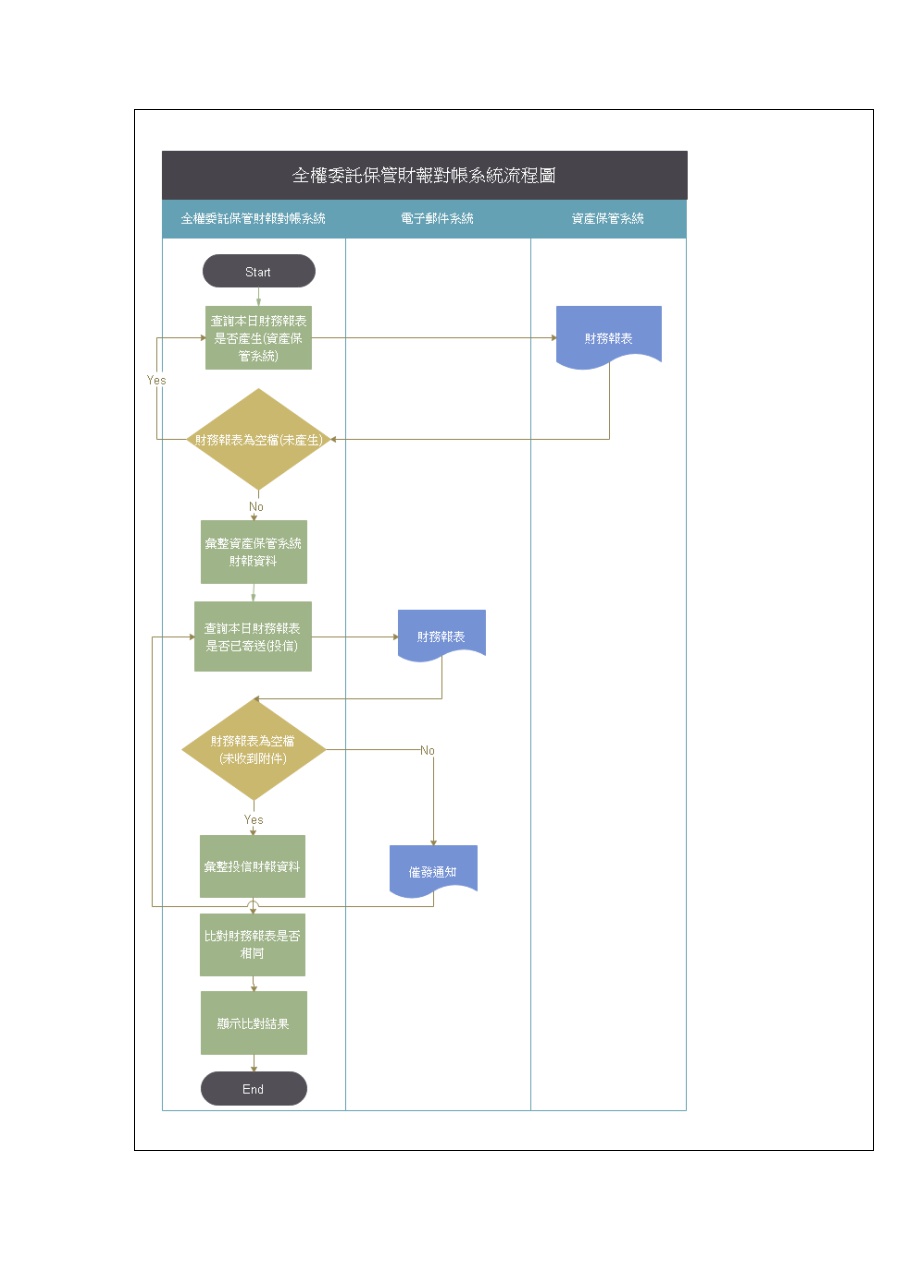 全權委託保管財報對帳系統流程圖
全權委託保管財報對帳系統
電子郵件系統
資產保管系統
Start
查詢本日財務報表
是否產生(資產保
管系統)
財務報表
Yes
財務報表為空檔(未產生)
No
彙整資產保管系統
財報資料
查詢本日財務報表
是否已寄送(投信)
財務報表
財務報表為空檔
(未收到附件)
No
Yes
彙整投信財報資料
催發通知
比對財務報表是否
相同
顯示比對結果
End